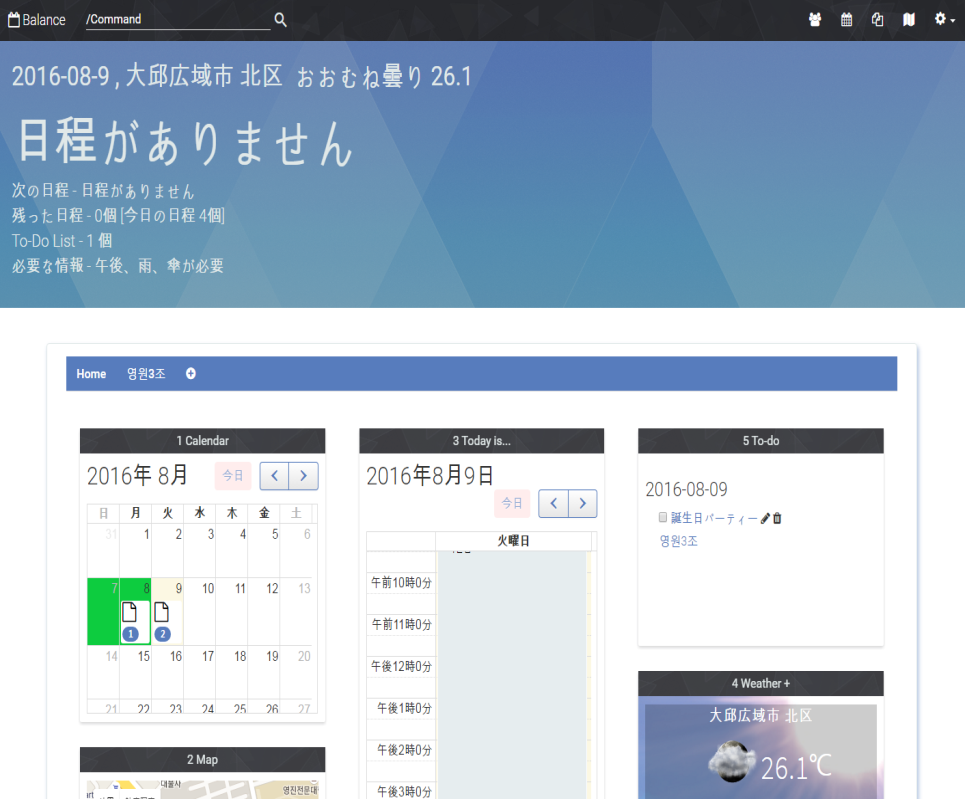 Balance /Command
2016-08-9 , 大邱広域市 北区 おおむね曇り 26.1
日程がありません
次の日程 - 日程がありません
残った日程 - 0個 [今日の日程 4個]
To-Do List - 1 個
必要な情報 - 午後、雨、傘が必要
Home 영원3조
1 Calendar
2016年 8月 今日
日 月 火 水 木 金 土
31 1 2 3 4 5 6
7 8 9 10 11 12 13
1 2
14 15 16 17 18 19 20
21 22 23 24 25 26 27
2 Map
대불사
영진전문대
3 Today is...
2016年8月9日
今日
火曜日
午前10時0分
午前11時0分
午後12時0分
午後1時0分
午後2時0分
午後3時0分
5 To-do
2016-08-09
誕生日パーティー
영원3조
4 Weather +
大邱広域市 北区
26.1℃